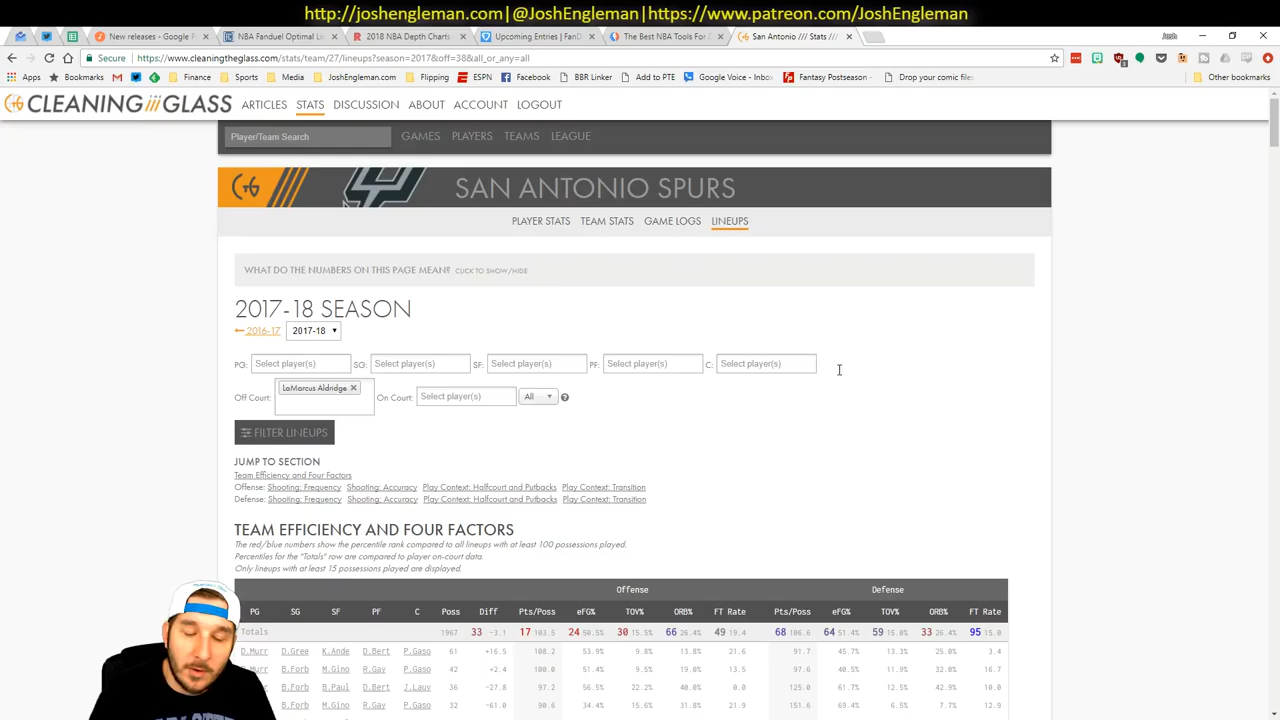 http://joshengleman.com|@JoshEngleman|https://www.patreon.com/JoshEngleman
New releases - Google P
NBA Fanduel Optimal Li
2018 NBA Depth Charts
Upcoming Entries | FanD
The Best NBA Tools For D
San Antonio /// Stats /
Josh
Secure
https://www.cleaningtheglass.com/stats/team/27/lineups?season=2017&off=38&all_or_any=all
Apps Bookmarks Finance Sports Media JoshEngleman.com Flipping ESPN Facebook BBR Linker Add to PTE Google Voice - Inbo Fantasy Postseason - Drop your comic files Other bookmarks
CLEANING THE GLASS ARTICLES STATS DISCUSSION ABOUT ACCOUNT LOGOUT
Player/Team Search GAMES PLAYERS TEAMS LEAGUE
CTG SAN ANTONIO SPURS
PLAYER STATS TEAM STATS GAME LOGS LINEUPS
WHAT DO THE NUMBERS ON THIS PAGE MEAN? CLICK TO SHOW/HIDE
2017-18 SEASON
← 2016-17 2017-18
PG: Select player(s) SG: Select player(s) SF: Select player(s) PF: Select player(s) C: Select player(s)
Off Court: LaMarcus Aldridge On Court: Select player(s) All
FILTER LINEUPS
JUMP TO SECTION
Team Efficiency and Four Factors
Offense: Shooting: Frequency Shooting: Accuracy Play Context: Halfcourt and Putbacks Play Context: Transition
Defense: Shooting: Frequency Shooting: Accuracy Play Context: Halfcourt and Putbacks Play Context: Transition
TEAM EFFICIENCY AND FOUR FACTORS
The red/blue numbers show the percentile rank compared to all lineups with at least 100 possessions played.
Percentiles for the "Totals" row are compared to player on-court data.
Only lineups with at least 15 possessions played are displayed.
Offense Defense
PG SG SF PF C Poss Diff Pts/Poss eFG% TOV% ORB% FT Rate Pts/Poss eFG% TOV% ORB% FT Rate
Totals 1967 33 -3.1 17 103.5 24 50.5% 30 15.5% 66 26.4% 49 19.4 68 106.6 64 51.4% 59 15.0% 33 26.4% 95 15.0
D.Murr D.Gree K.Ande D.Bert P.Gaso 61 +16.5 108.2 53.9% 9.8% 13.8% 21.6 91.7 45.7% 13.3% 25.0% 3.4
D.Murr B.Forb M.Gino R.Gay P.Gaso 42 +2.4 100.0 51.4% 9.5% 19.0% 13.5 97.6 40.5% 11.9% 32.0% 16.7
B.Forb B.Paul D.Bert J.Lauv 36 -27.8 97.2 56.5% 22.2% 40.0% 0.0 125.0 61.7% 12.5% 42.9% 10.0
B.Forb M.Gino R.Gay P.Gaso 32 -61.0 90.6 34.4% 15.6% 31.8% 21.9 151.6 69.4% 6.5% 7.7% 12.9